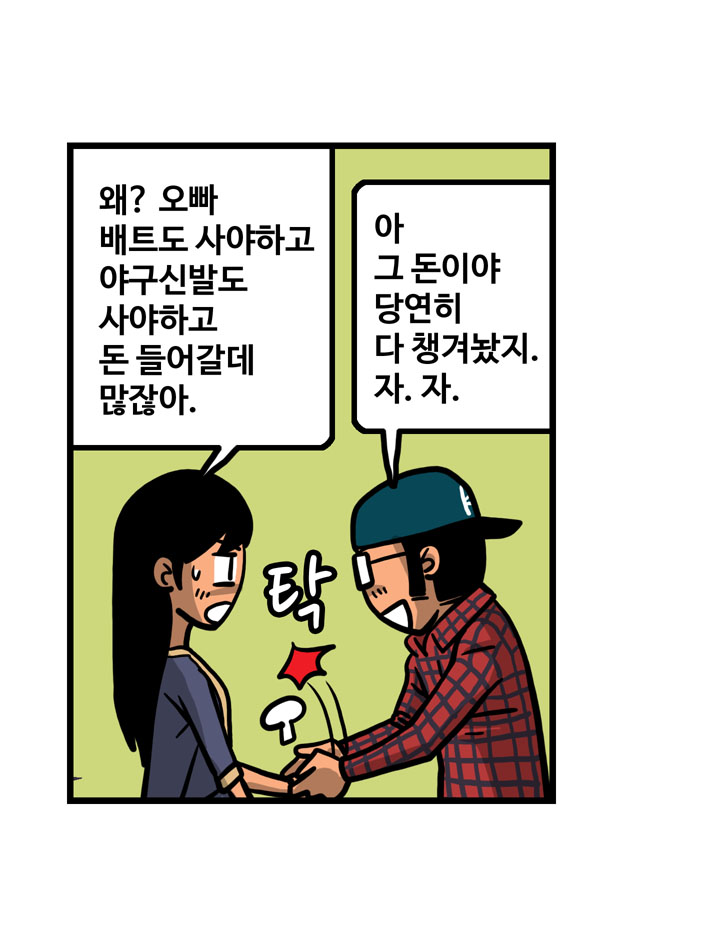 왜? 오빠
배트도 사야하고
야구신발도
사야하고
돈 들어갈데
많잖아.
아
그 돈이야
당연히
다 챙겨놨지.
자. 자.
탁